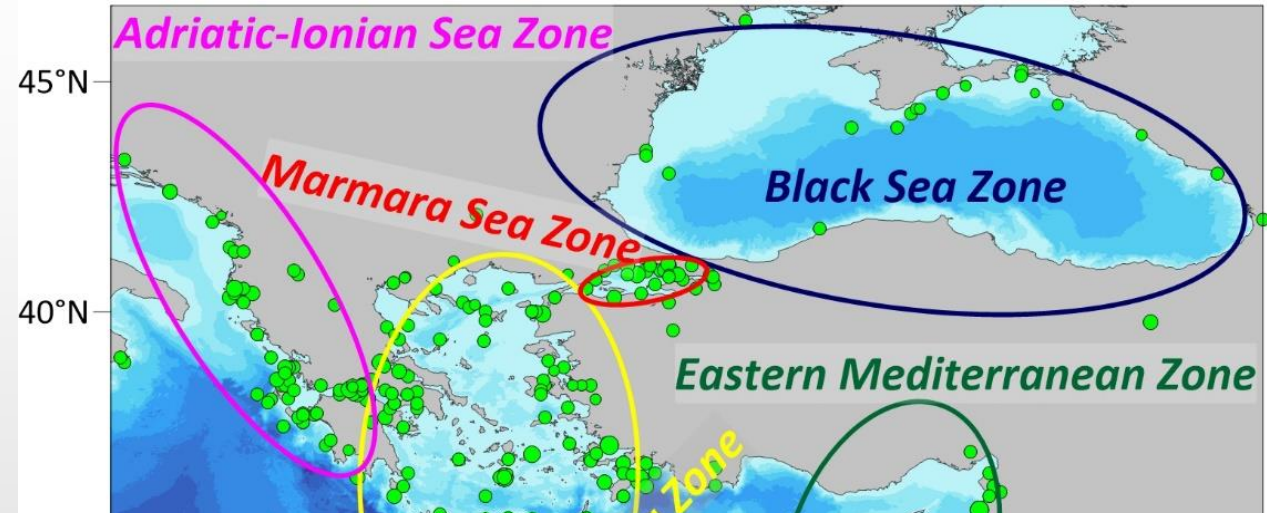 Adriatic-Ionian Sea Zone
45°N
Marmara Sea Zone
Black Sea Zone
40°N
Eastern Mediterranean Zone
Zone